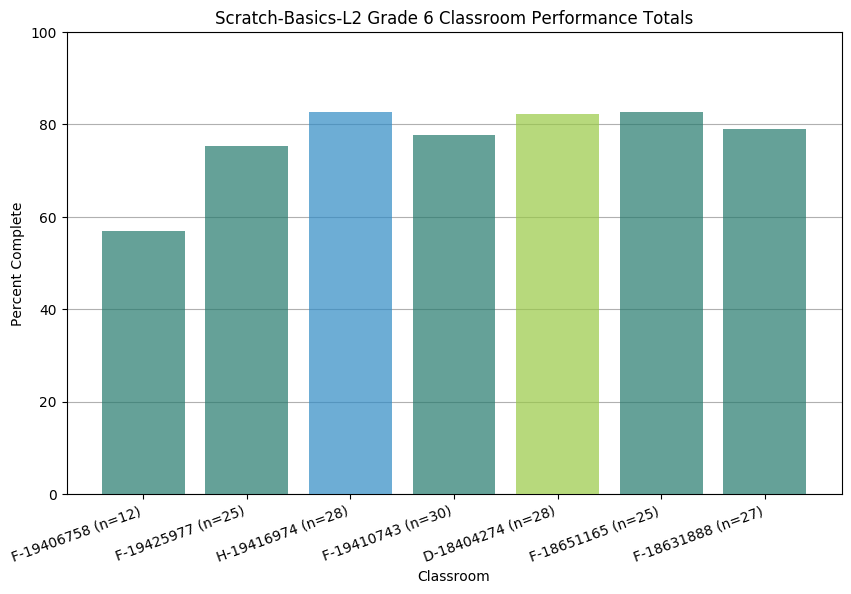 Scratch-Basics-L2 Grade 6 Classroom Performance Totals
100
80
60
40
20
0
Percent Complete
F-19406758 (n=12)
F-19425977 (n=25)
H-19416974 (n=28)
F-19410743 (n=30)
D-18404274 (n=28)
F-18651165 (n=25)
F-18631888 (n=27)
Classroom